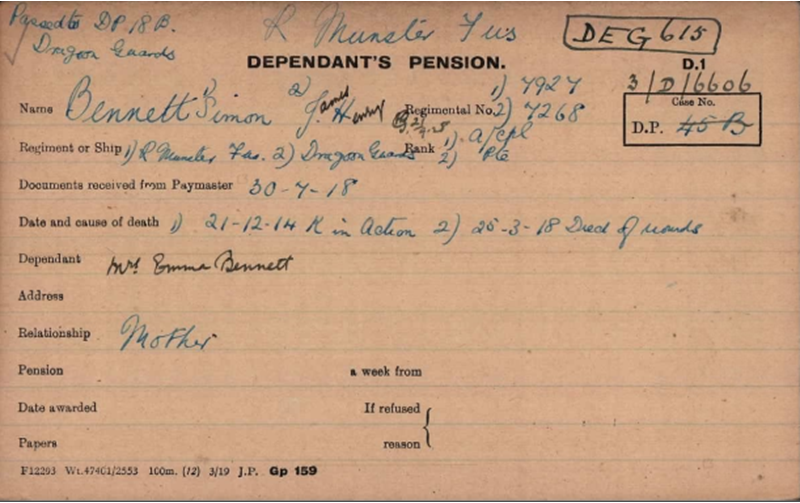 Passed to DP. 18 B.
Dragoon Guards
R Munster Fus
DEG 615
DEPENDANT'S PENSION.
D.1
3/D/6606
Name Bennett 1) Simon 2) J. James Henry
Regimental No. 1) 7927 2) 7268
Case No.
D.P. 45 B
Regiment or Ship 1) R Munster Fus. 2) Dragoon Guards Rank 1). A/Cpl 2) Pte
Documents received from Paymaster 30-7-18
Date and cause of death 1) 21-12-14 K in Action 2) 25-3-18 Died of wounds
Dependant Mrs Emma Bennett
Address
Relationship Mother
Pension a week from
Date awarded If refused
Papers reason
F12293 Wt.47401/2553 100m. (12) 3/19 J.P. Gp 159